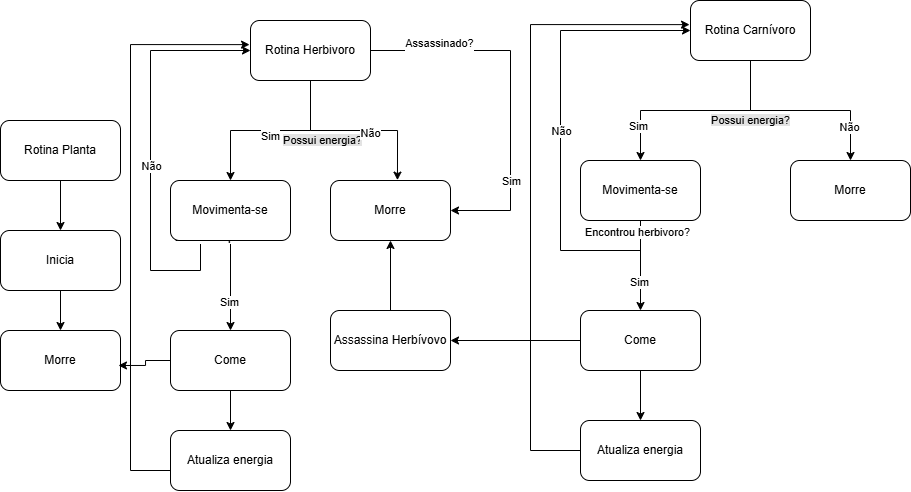 Rotina Carnívoro
Rotina Herbivoro
Assassinado?
Possui energia?
Sim
Não
Sim
Possui energia?
Não
Rotina Planta
Não
Não
Sim
Movimenta-se
Morre
Movimenta-se
Morre
Encontrou herbivoro?
Inicia
Sim
Sim
Morre
Come
Assassina Herbívovo
Come
Atualiza energia
Atualiza energia